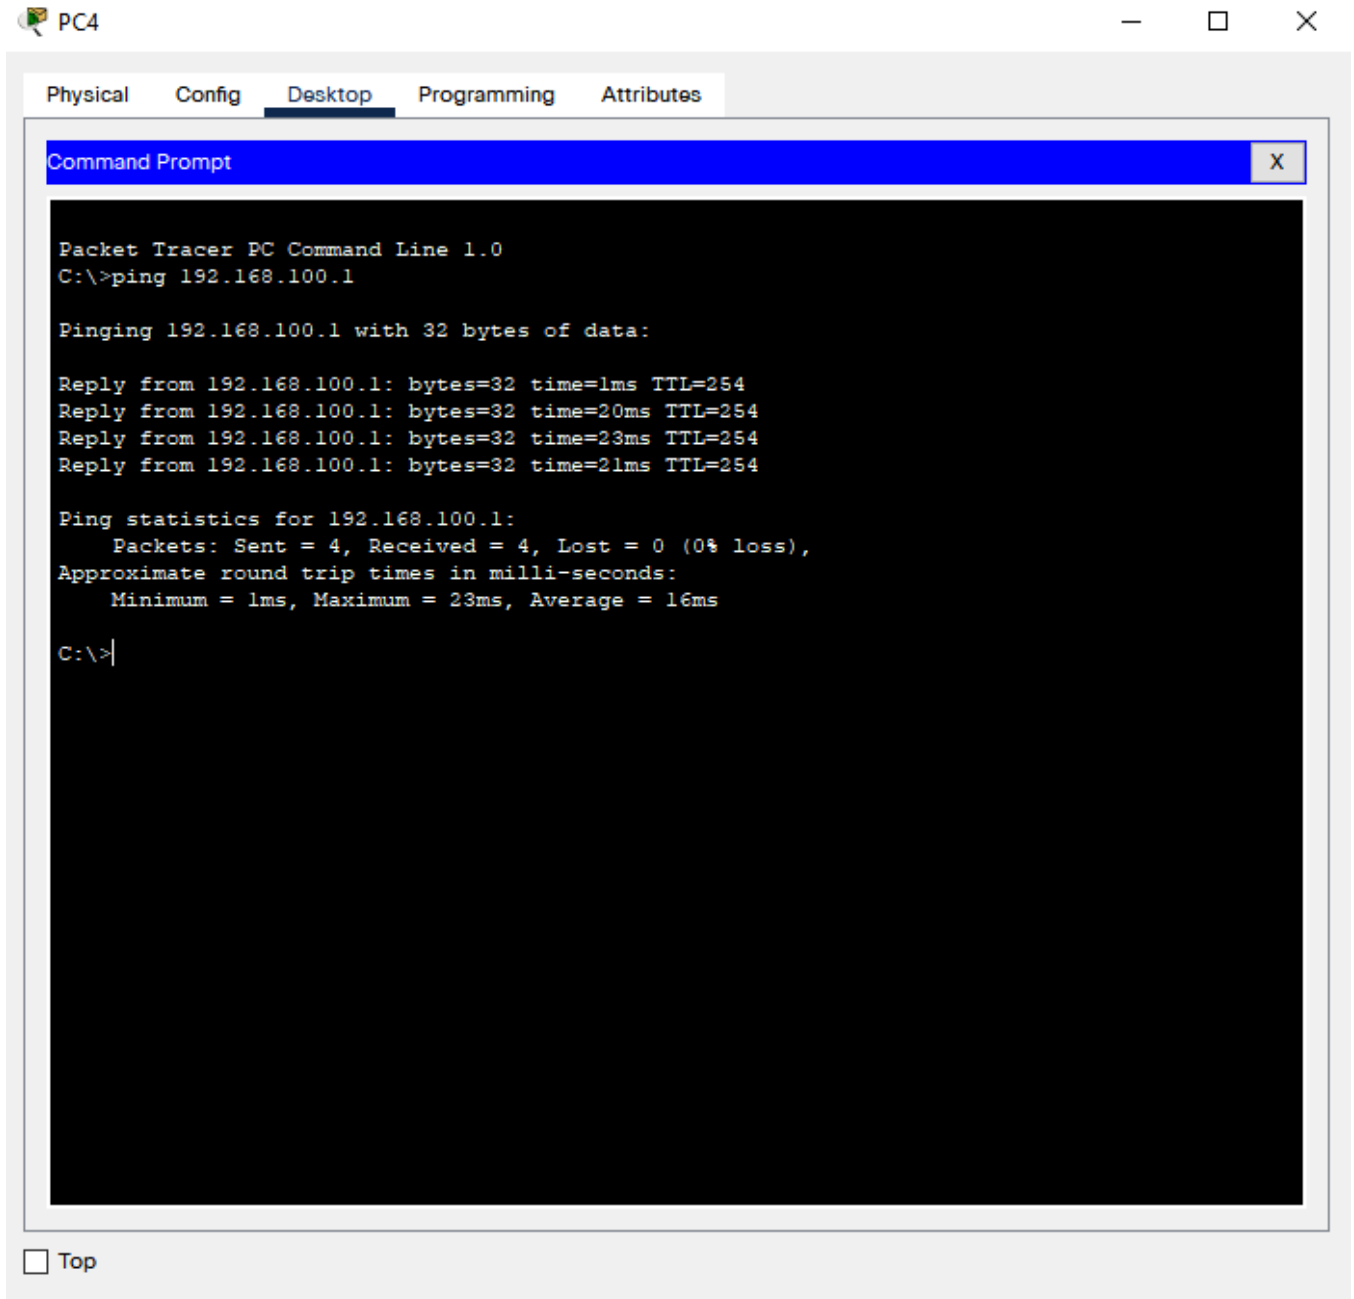 PC4
Physical Config Desktop Programming Attributes
Command Prompt X
Packet Tracer PC Command Line 1.0
C:\>ping 192.168.100.1
Pinging 192.168.100.1 with 32 bytes of data:
Reply from 192.168.100.1: bytes=32 time=1ms TTL=254
Reply from 192.168.100.1: bytes=32 time=20ms TTL=254
Reply from 192.168.100.1: bytes=32 time=23ms TTL=254
Reply from 192.168.100.1: bytes=32 time=21ms TTL=254
Ping statistics for 192.168.100.1:
Packets: Sent = 4, Received = 4, Lost = 0 (0% loss),
Approximate round trip times in milli-seconds:
Minimum = 1ms, Maximum = 23ms, Average = 16ms
C:\>
Top